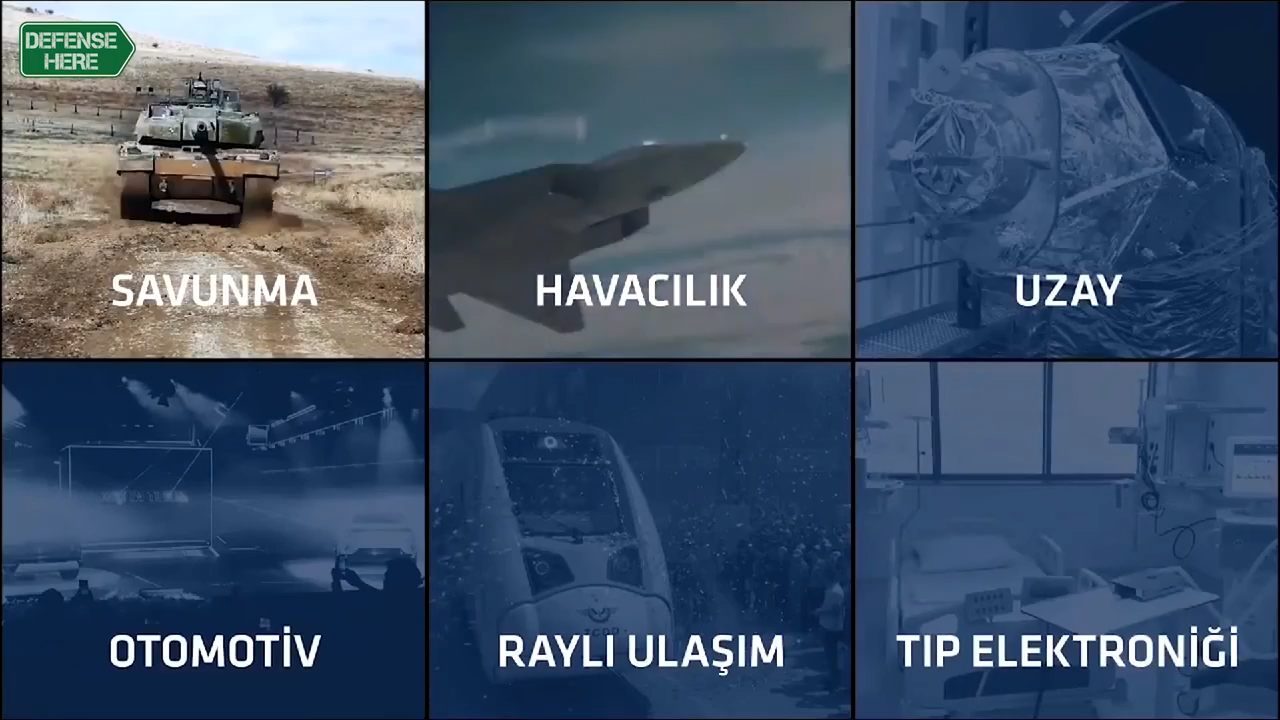 DEFENSE
HERE
SAVUNMA
HAVACILIK
UZAY
OTOMOTİV
RAYLI ULAŞIM
TIP ELEKTRONİĞİ